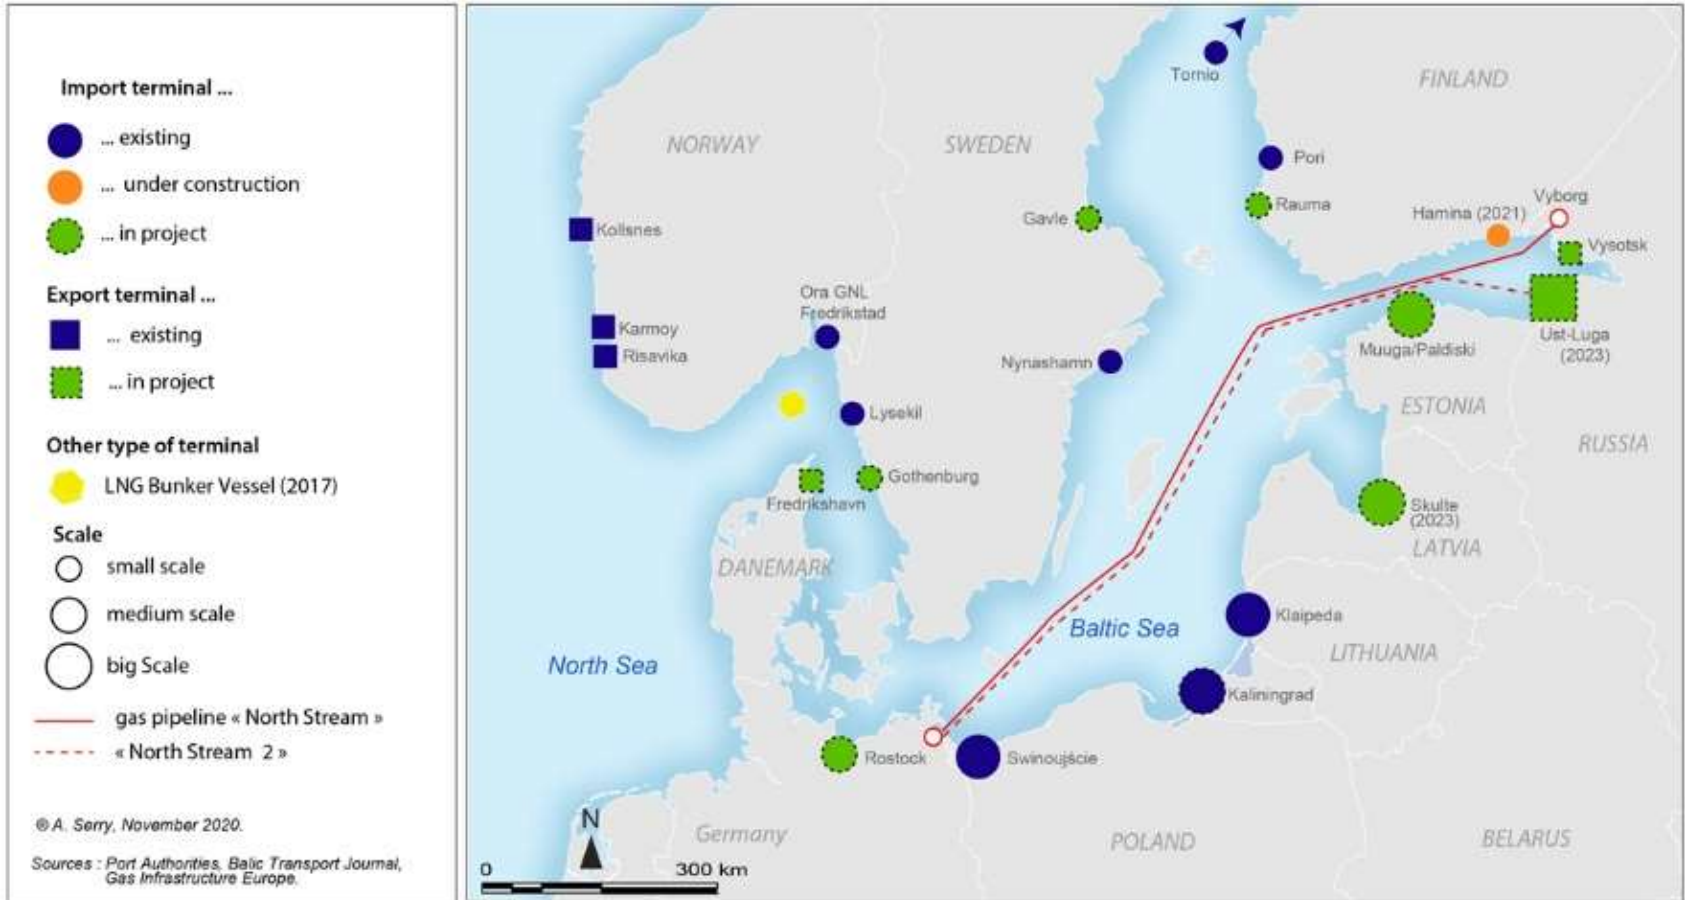 Import terminal ...
... existing
... under construction
... in project
Export terminal ...
... existing
... in project
Other type of terminal
LNG Bunker Vessel (2017)
Scale
small scale
medium scale
big Scale
gas pipeline « North Stream »
« North Stream 2 »
® A. Serry, November 2020.
Sources : Port Authorities, Balic Transport Journal,
Gas Infrastructure Europe.
Tornio
FINLAND
NORWAY
SWEDEN
Pori
Gavle
Rauma
Hamina (2021)
Vyborg
Vysotsk
Kollsnes
Ora GNL
Fredrikstad
Karmoy
Risavika
Nynashamn
Muuga/Paldiski
Ust-Luga
(2023)
Lysekil
ESTONIA
RUSSIA
Gothenburg
Fredrikshavn
Skulte
(2023)
LATVIA
DANEMARK
Klaipeda
Baltic Sea
LITHUANIA
North Sea
Kaliningrad
Rostock
Swinoujście
N
Germany
POLAND
BELARUS
0 300 km